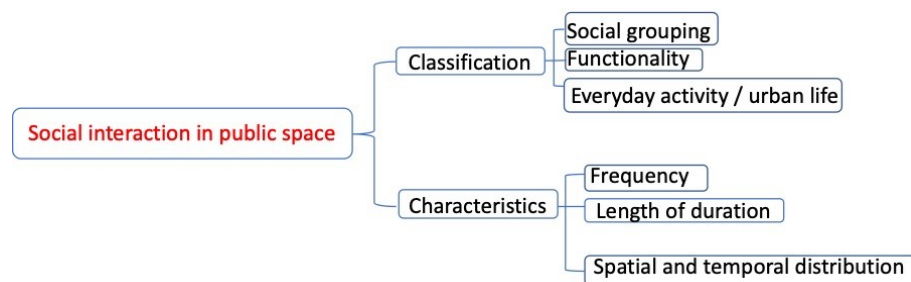 Social interaction in public space
Classification
Social grouping
Functionality
Everyday activity / urban life
Characteristics
Frequency
Length of duration
Spatial and temporal distribution